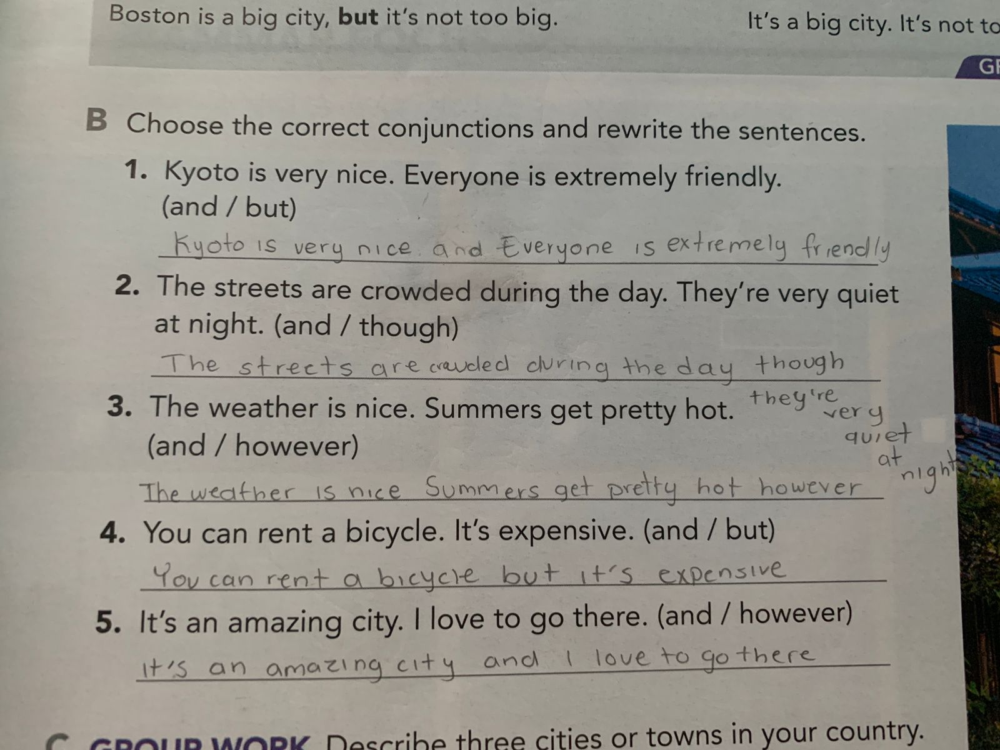 Boston is a big city, but it's not too big.
It's a big city. It's not to
B Choose the correct conjunctions and rewrite the sentences.
1. Kyoto is very nice. Everyone is extremely friendly.
(and / but)
Kyoto is very nice. and Everyone is extremely friendly
2. The streets are crowded during the day. They're very quiet
at night. (and / though)
The streets are crowded during the day though
they're
very
quiet
at
night
3. The weather is nice. Summers get pretty hot.
(and / however)
The weather is nice Summers get pretty hot however
4. You can rent a bicycle. It's expensive. (and / but)
You can rent a bicycle but it's expensive
5. It's an amazing city. I love to go there. (and / however)
It's an amazing city and I love to go there
C GROUP WORK Describe three cities or towns in your country.